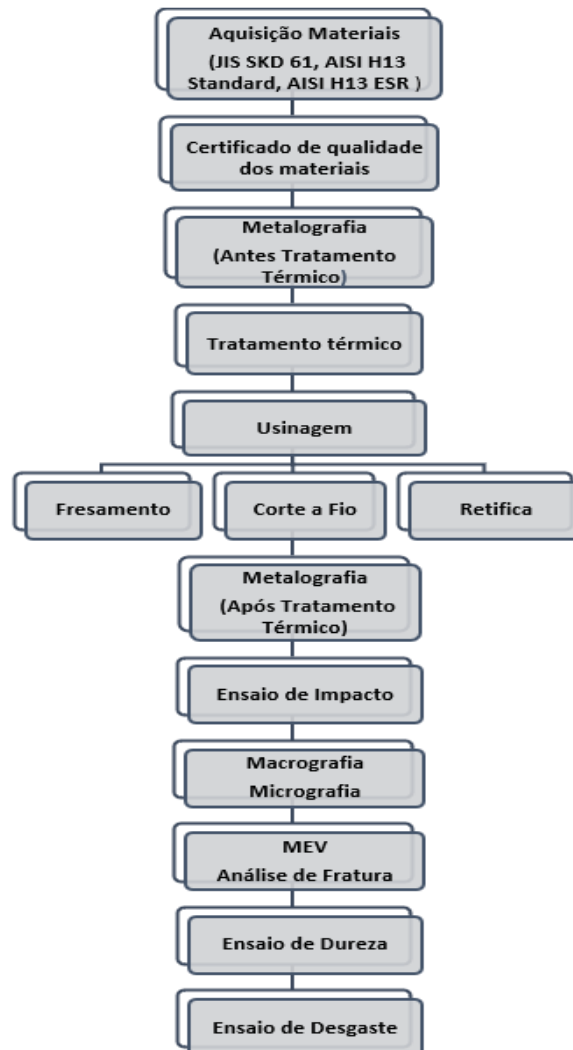 Aquisição Materiais
(JIS SKD 61, AISI H13
Standard, AISI H13 ESR )
Certificado de qualidade
dos materiais
Metalografia
(Antes Tratamento
Térmico)
Tratamento térmico
Usinagem
Fresamento
Corte a Fio
Retifica
Metalografia
(Após Tratamento
Térmico)
Ensaio de Impacto
Macrografia
Micrografia
MEV
Análise de Fratura
Ensaio de Dureza
Ensaio de Desgaste